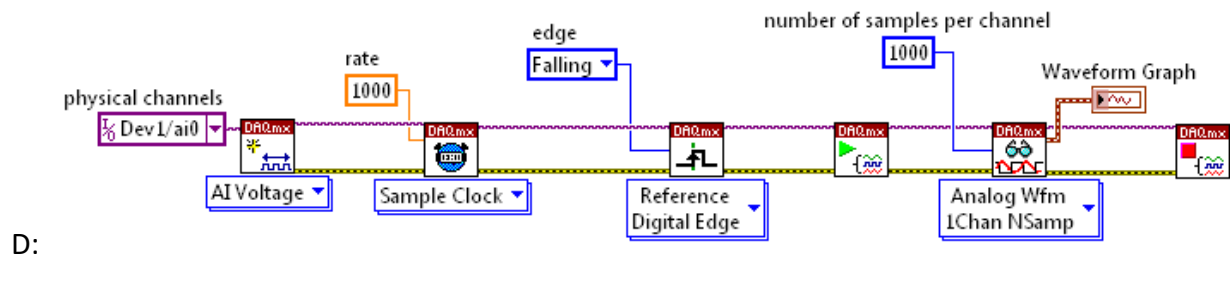 number of samples per channel
edge
1000
Falling
rate
Waveform Graph
1000
physical channels
I/O Dev1/ai0
DAQmx
DAQmx
DAQmx
DAQmx
DAQmx
DAQmx
AI Voltage
Sample Clock
Reference
Digital Edge
Analog Wfm
1Chan NSamp
D: